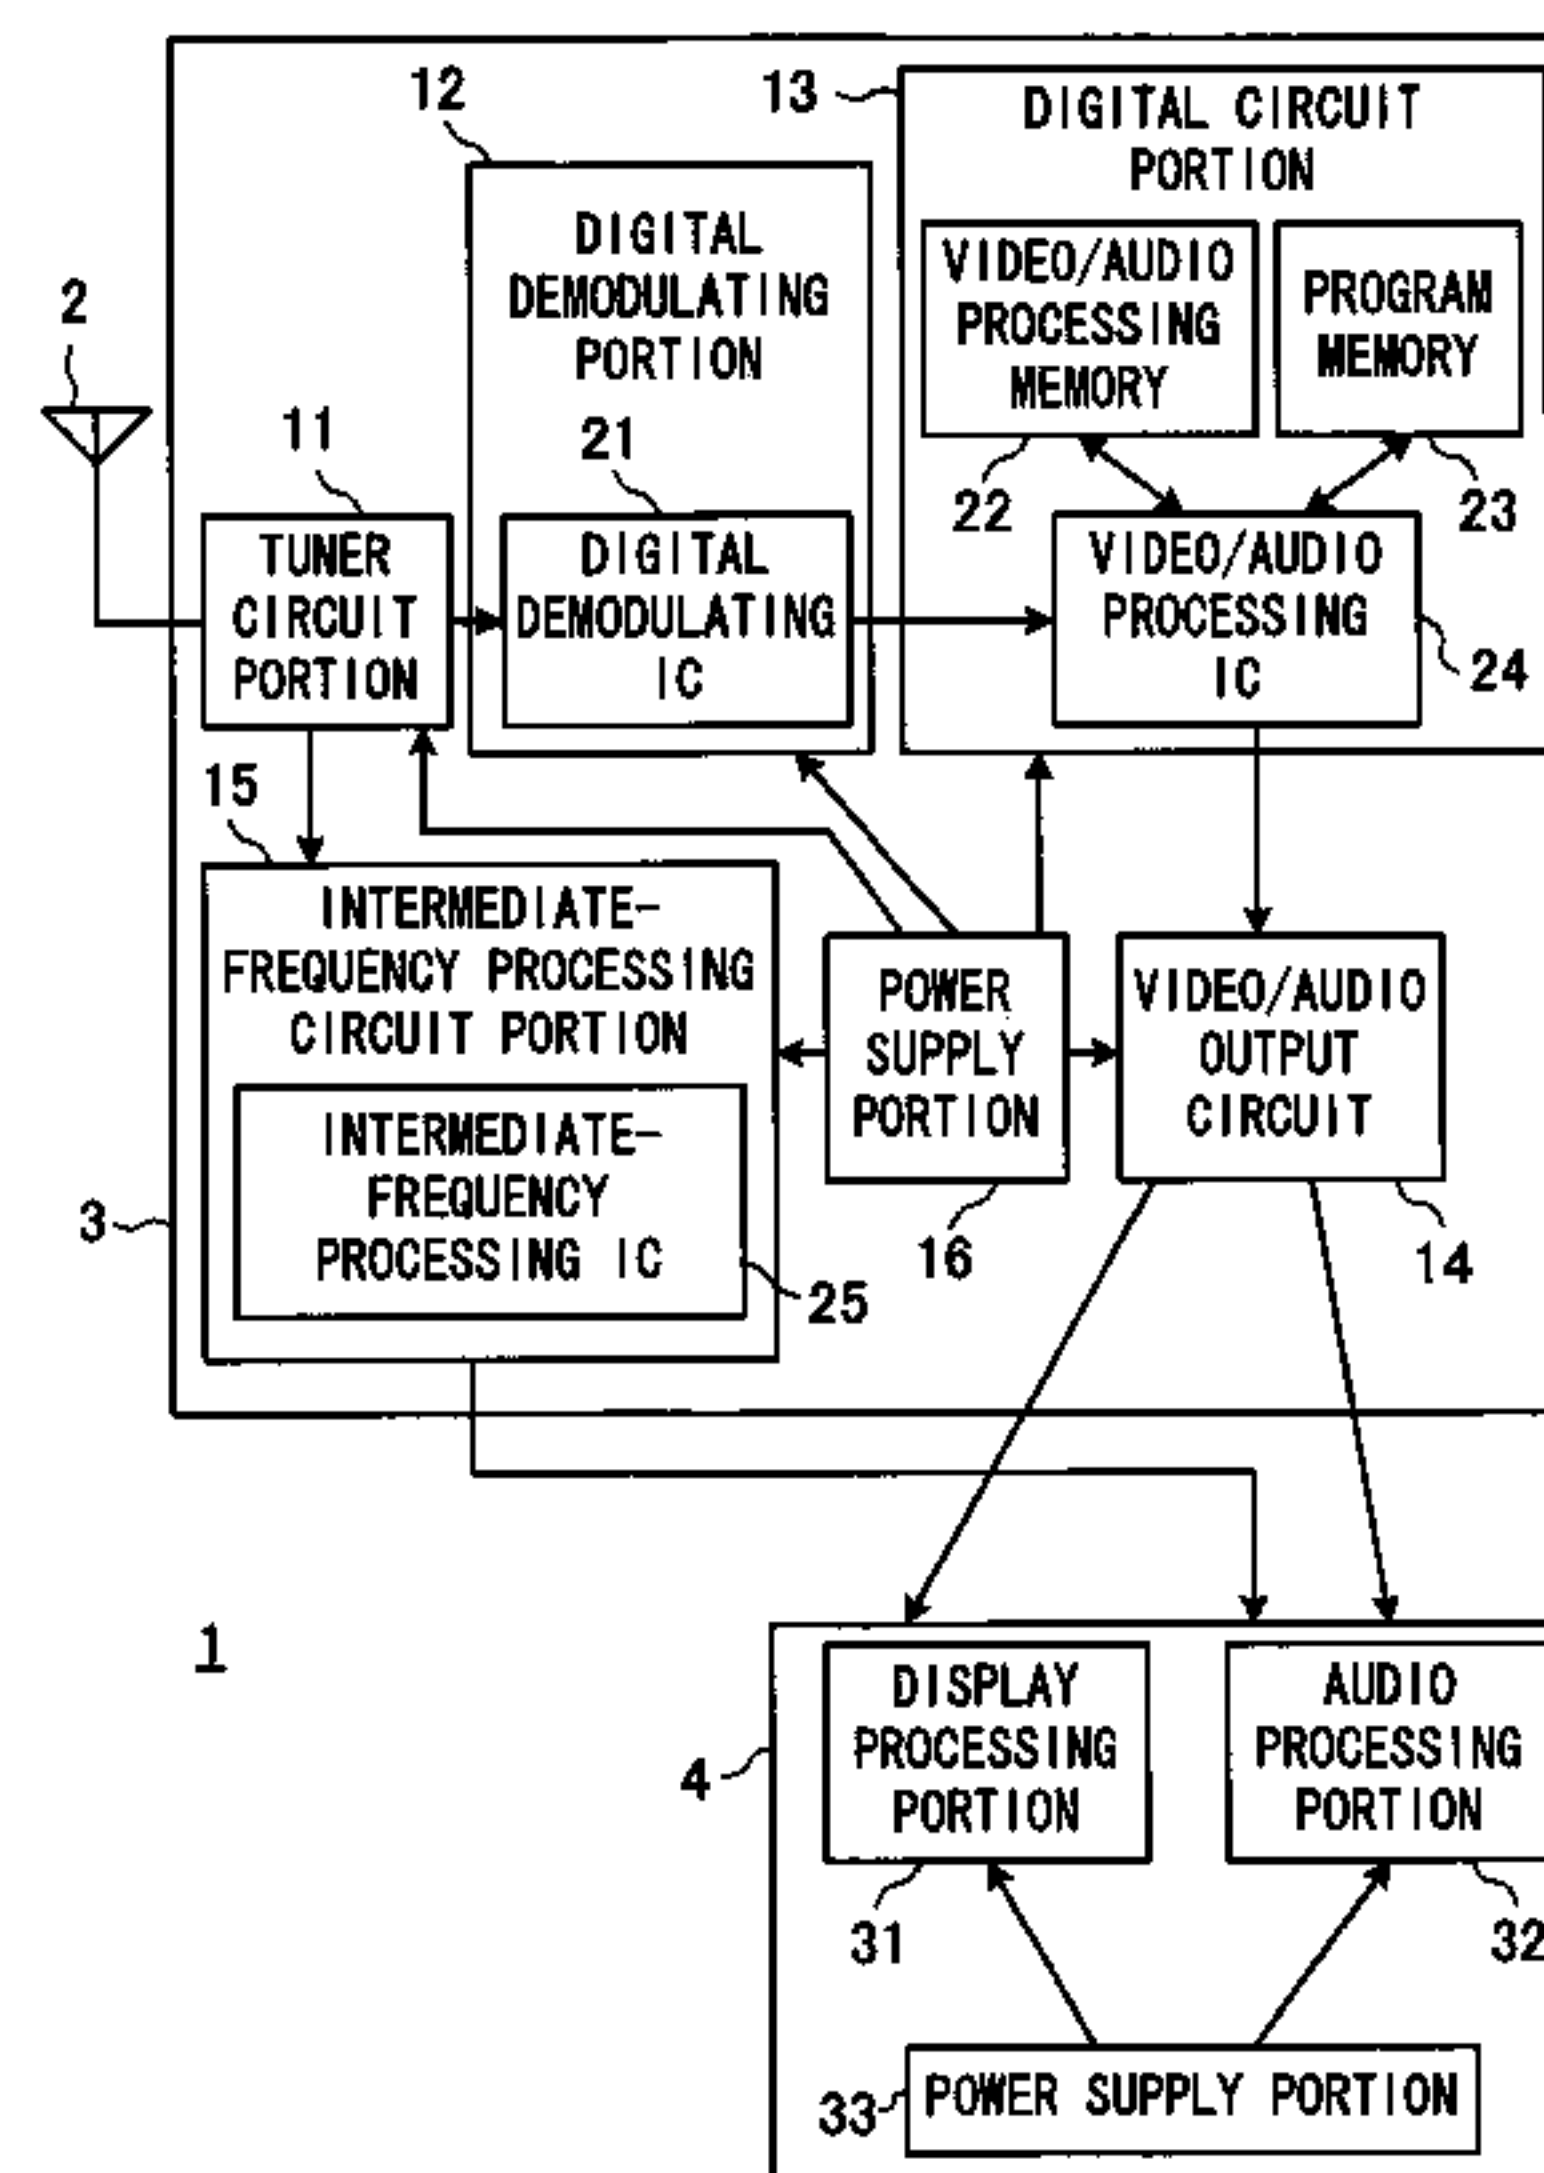 12
13
DIGITAL CIRCUIT
PORTION
DIGITAL
DEMODULATING
PORTION
VIDEO/AUDIO
PROCESSING
MEMORY
PROGRAM
MEMORY
2
11
21
22
23
TUNER
CIRCUIT
PORTION
DIGITAL
DEMODULATING
IC
VIDEO/AUDIO
PROCESSING
IC
24
15
INTERMEDIATE-
FREQUENCY PROCESSING
CIRCUIT PORTION
POWER
SUPPLY
PORTION
VIDEO/AUDIO
OUTPUT
CIRCUIT
INTERMEDIATE-
FREQUENCY
PROCESSING IC
3
16
14
25
1
DISPLAY
PROCESSING
PORTION
AUDIO
PROCESSING
PORTION
4
31
32
33
POWER SUPPLY PORTION